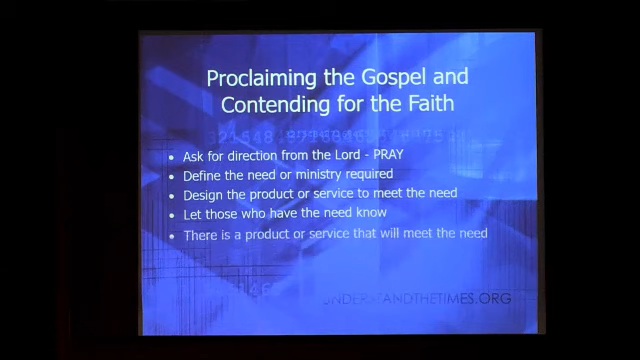 Proclaiming the Gospel and
Contending for the Faith
• Ask for direction from the Lord - PRAY
• Define the need or ministry required
• Design the product or service to meet the need
• Let those who have the need know
• There is a product or service that will meet the need
UNDERSTANDTHETIMES.ORG